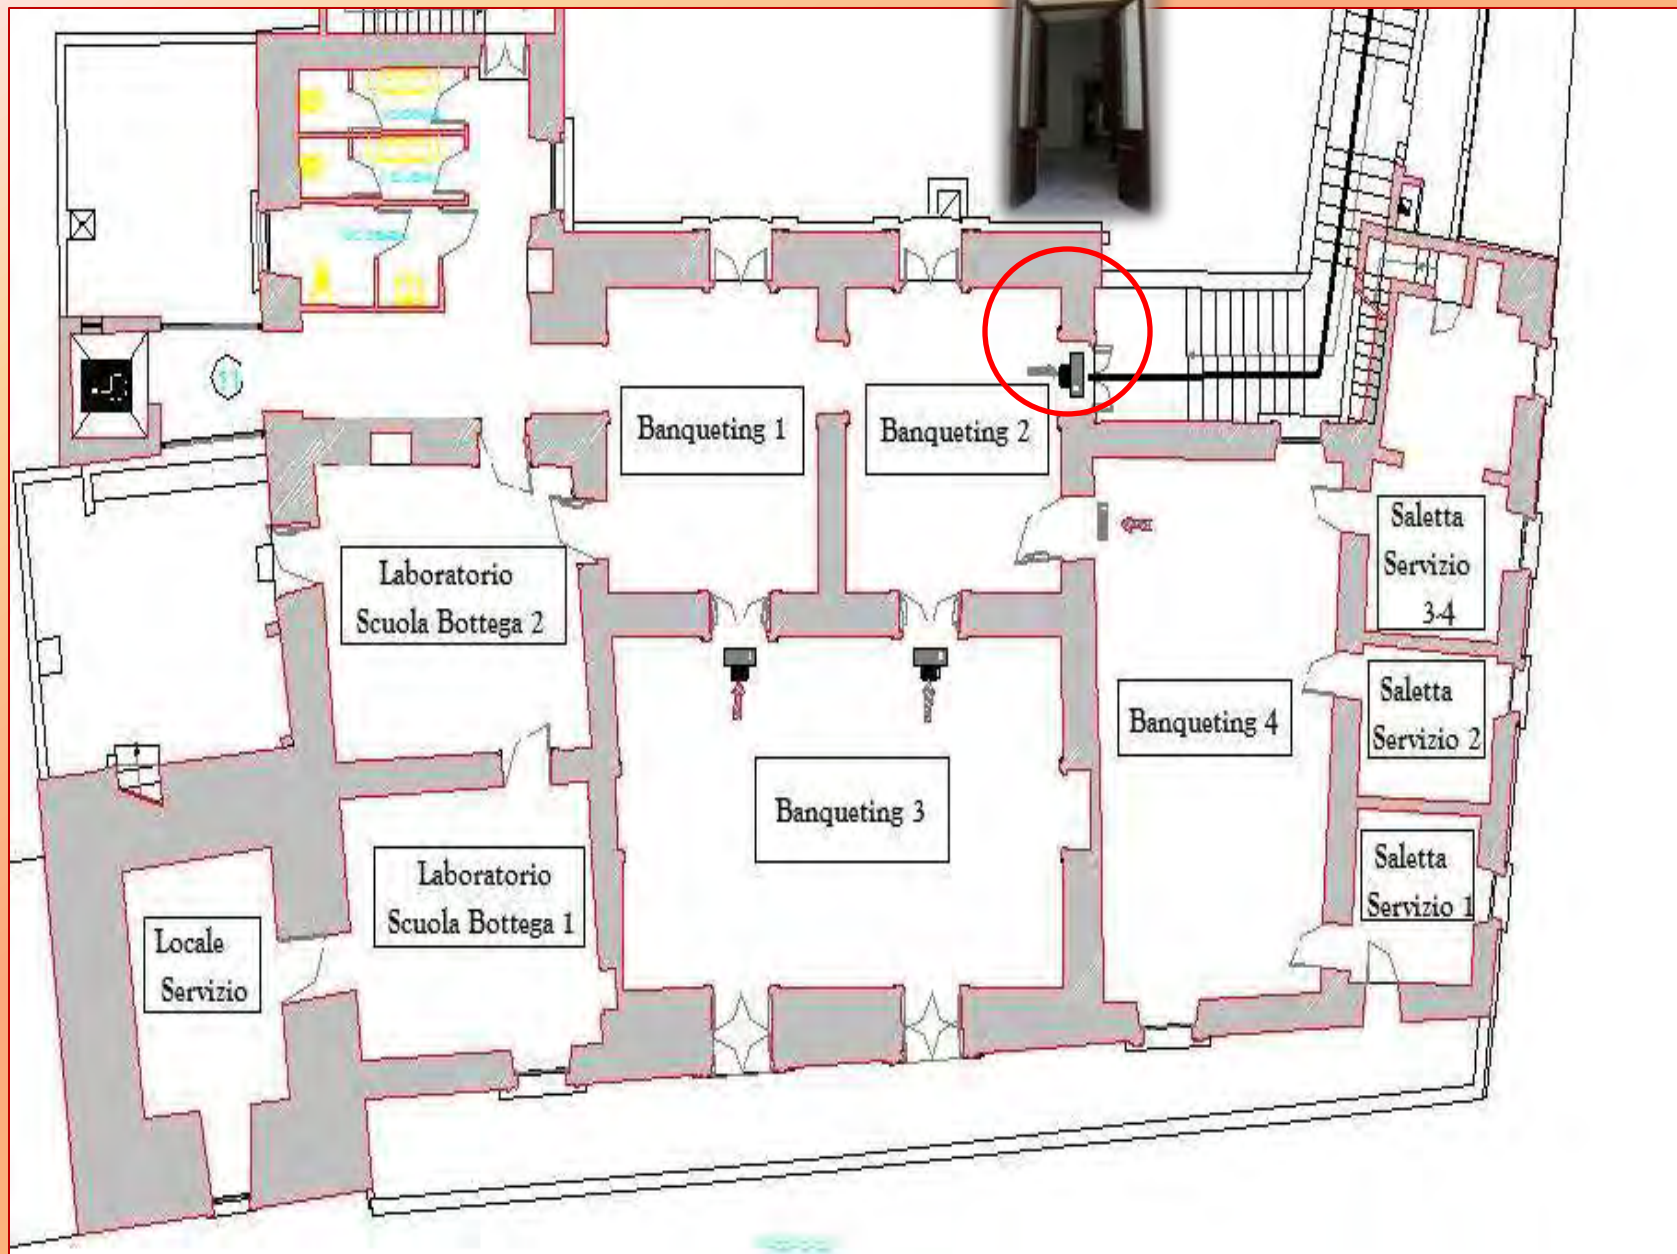 11
Banqueting 1
Banqueting 2
Saletta
Servizio
3-4
Laboratorio
Scuola Bottega 2
Saletta
Servizio 2
Banqueting 4
Banqueting 3
Saletta
Servizio 1
Laboratorio
Scuola Bottega 1
Locale
Servizio